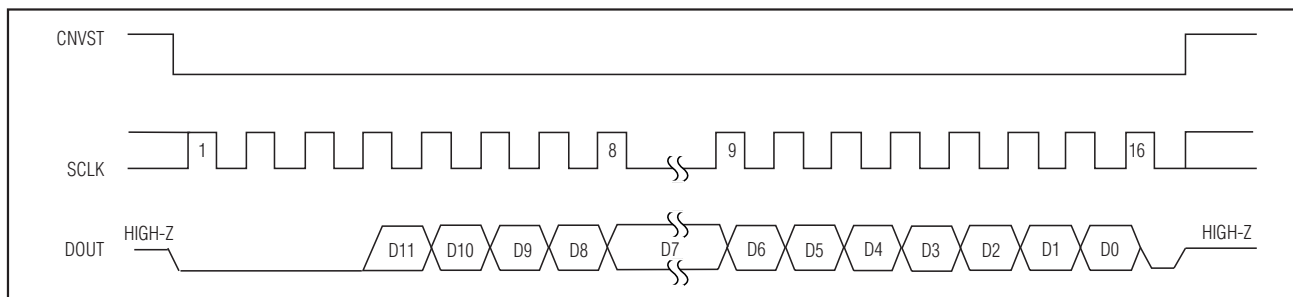 CNVST
1 8 9 16
SCLK
HIGH-Z HIGH-Z
DOUT D11 D10 D9 D8 D7 D6 D5 D4 D3 D2 D1 D0